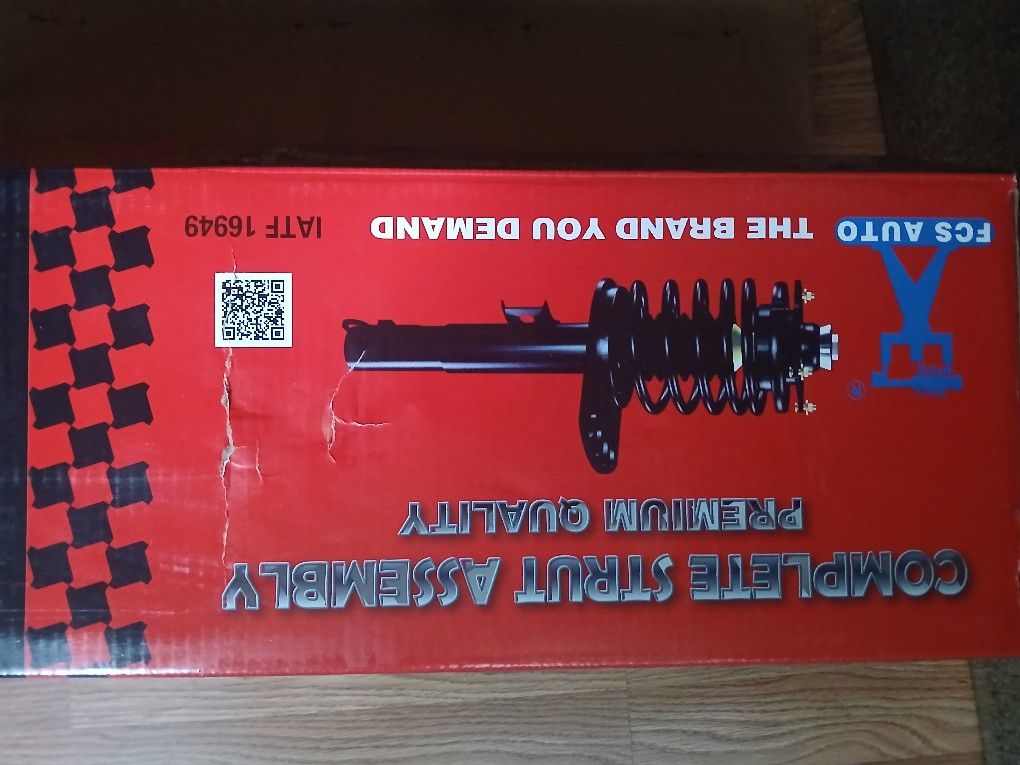 COMPLETE STRUT ASSEMBLY
PREMIUM QUALITY
®
FCS AUTO
THE BRAND YOU DEMAND
IATF 16949